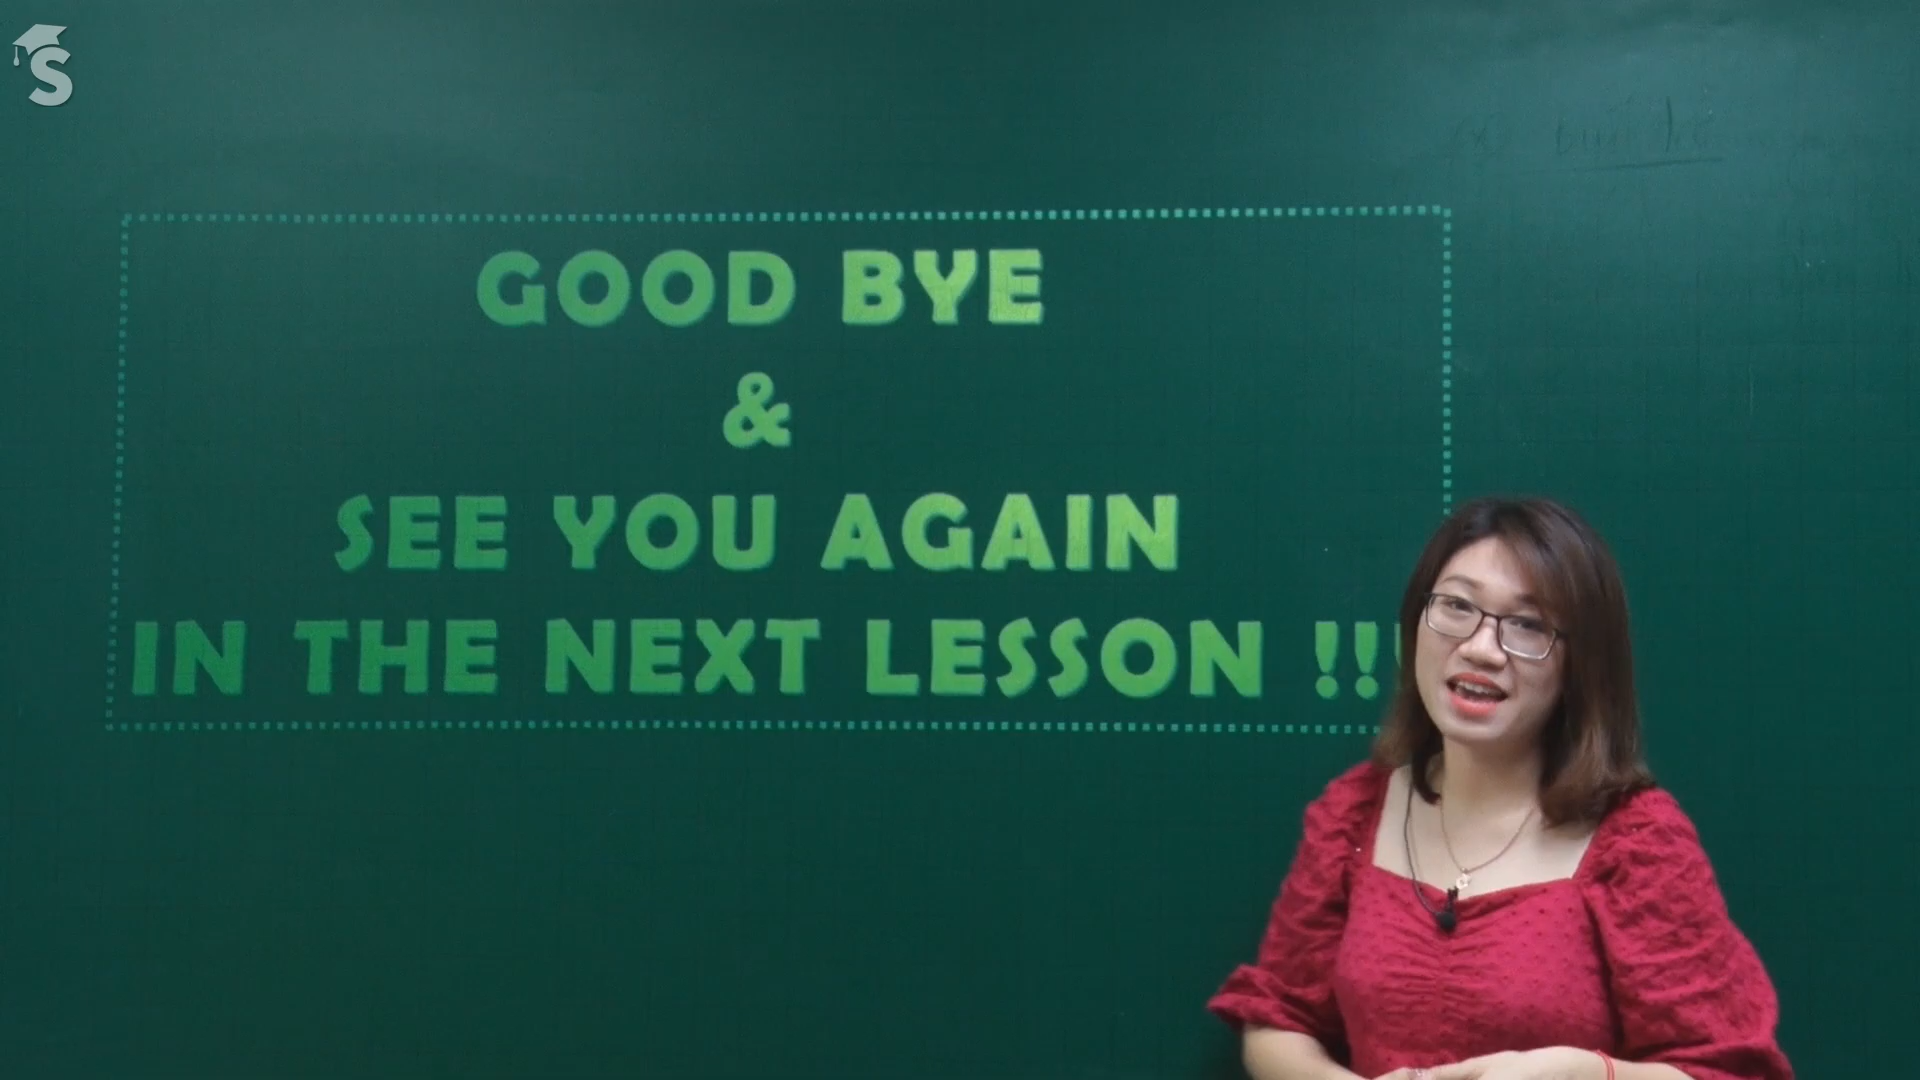 S
GOOD BYE
&
SEE YOU AGAIN
IN THE NEXT LESSON !!!